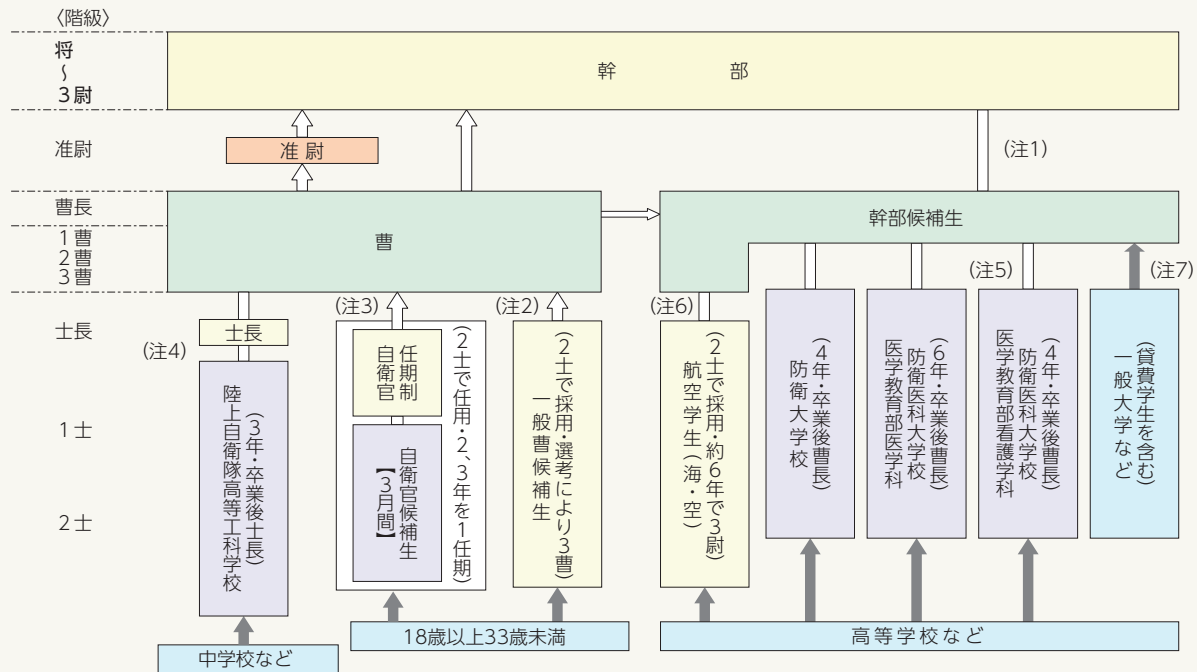 〈階級〉
将
〜
3尉
幹部
准尉
准尉
(注1)
曹長
1曹
2曹
3曹
曹
幹部候補生
士長
(注4)
士長
(注3)
(注2)
(注6)
(注5)
(注7)
1士
2士
陸上自衛隊高等工科学校
(3年・卒業後士長)
任期制
自衛官
自衛官候補生
【3月間】
(2士で任用・2、3年を1任期)
一般曹候補生
(2士で採用・選考により3曹)
航空学生(海・空)
(2士で採用・約6年で3尉)
防衛大学校
(4年・卒業後曹長)
防衛医科大学校
医学教育部医学科
(6年・卒業後曹長)
防衛医科大学校
医学教育部看護学科
(4年・卒業後曹長)
一般大学など
(貸費学生を含む)
中学校など
18歳以上33歳未満
高等学校など